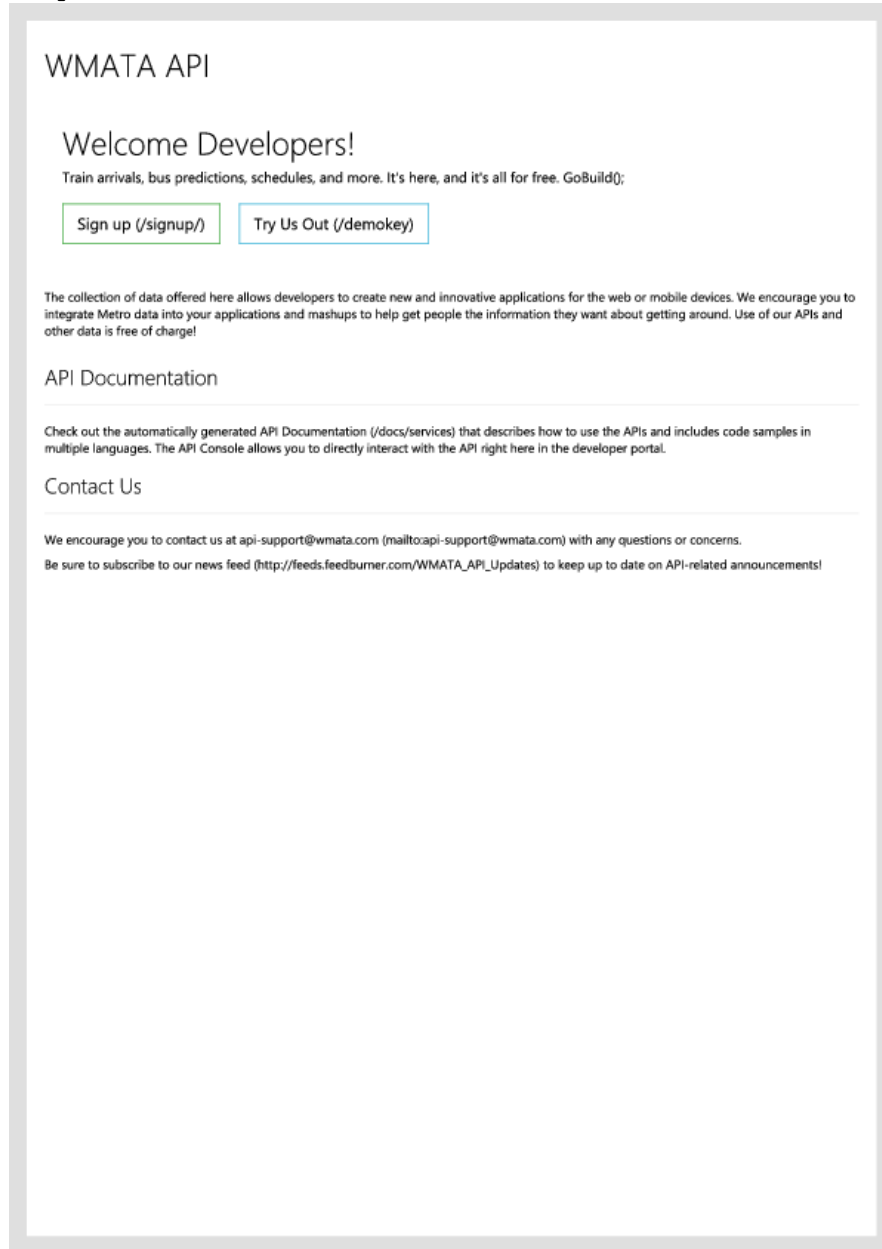 WMATA API
Welcome Developers!
Train arrivals, bus predictions, schedules, and more. It's here, and it's all for free. GoBuild();
Sign up (/signup/)
Try Us Out (/demokey)
The collection of data offered here allows developers to create new and innovative applications for the web or mobile devices. We encourage you to
integrate Metro data into your applications and mashups to help get people the information they want about getting around. Use of our APIs and
other data is free of charge!
API Documentation
Check out the automatically generated API Documentation (/docs/services) that describes how to use the APIs and includes code samples in
multiple languages. The API Console allows you to directly interact with the API right here in the developer portal.
Contact Us
We encourage you to contact us at api-support@wmata.com (mailto:api-support@wmata.com) with any questions or concerns.
Be sure to subscribe to our news feed (http://feeds.feedburner.com/WMATA_API_Updates) to keep up to date on API-related announcements!